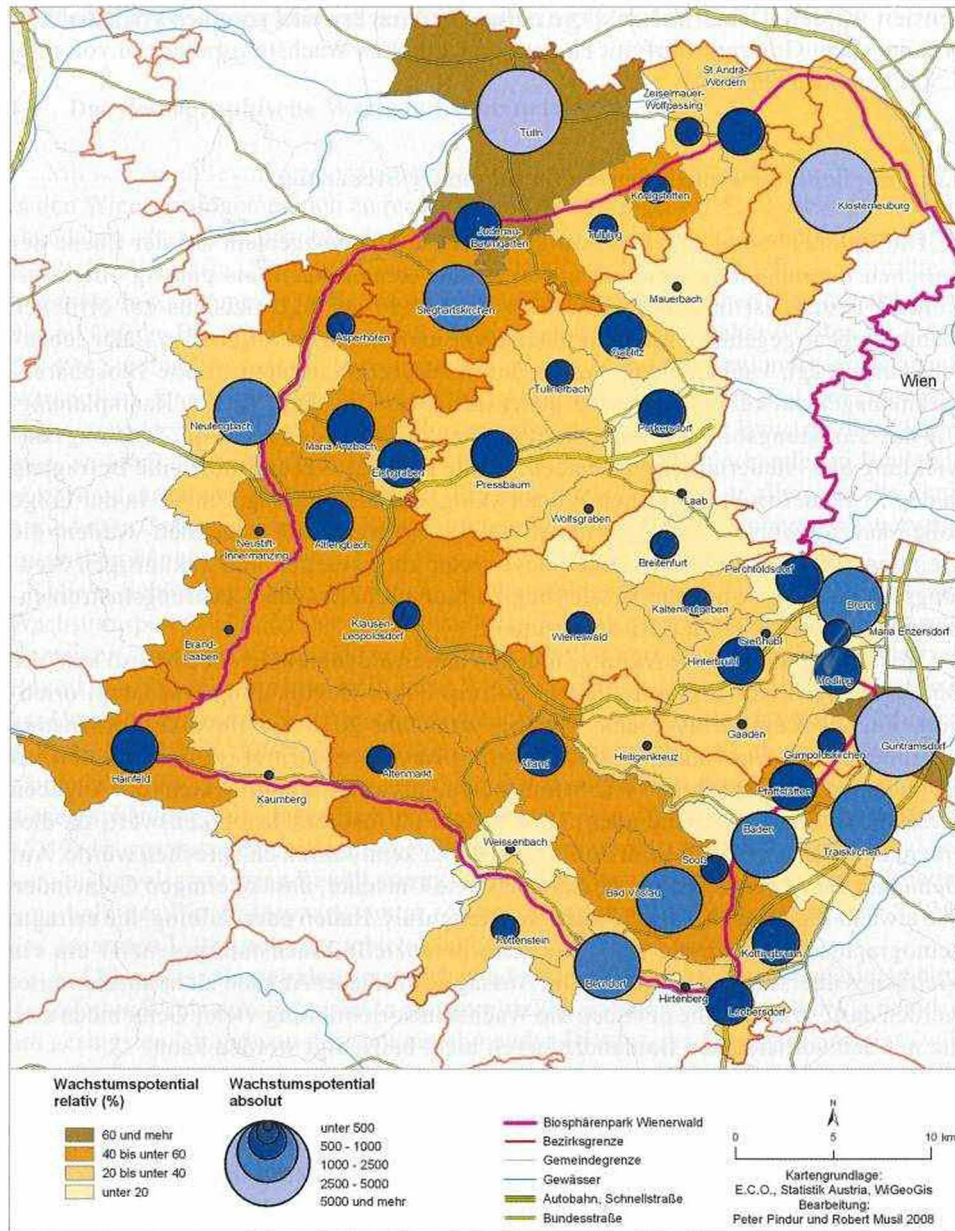 St Andrä-
Wördern
Zeiselmauer-
Wolfpassing
Tulln
Klosterneuburg
Königstetten
Judenau-
Baumgarten
Tulbing
Mauerbach
Sieghartskirchen
Asperhofen
Gablitz
Wien
Tullnerbach
Neulengbach
Purkersdorf
Maria Anzbach
Eichgraben
Pressbaum
Laab
Wolfsgraben
Altlengbach
Neustift-
Innermanzing
Breitenfurt
Perchtoldsdorf
Kaltenleutgeben
Brunn
Klausen-
Leopoldsdorf
Wienerwald
Maria Enzersdorf
Gießhübl
Brand-
Laaben
Hinterbrühl
Mödling
Gaaden
Guntramsdorf
Heiligenkreuz
Gumpoldskirchen
Hainfeld
Altenmarkt
Alland
Kaumberg
Pfaffstätten
Baden
Traiskirchen
Weissenbach
Sooß
Bad Vöslau
Pottenstein
Kottingbrunn
Berndorf
Hirtenberg
Leobersdorf
Wachstumspotential
relativ (%)
60 und mehr
40 bis unter 60
20 bis unter 40
unter 20
Wachstumspotential
absolut
unter 500
500 - 1000
1000 - 2500
2500 - 5000
5000 und mehr
Biosphärenpark Wienerwald
Bezirksgrenze
Gemeindegrenze
Gewässer
Autobahn, Schnellstraße
Bundesstraße
N
0 5 10 km
Kartengrundlage:
E.C.O., Statistik Austria, WiGeoGis
Bearbeitung:
Peter Pindur und Robert Musil 2008